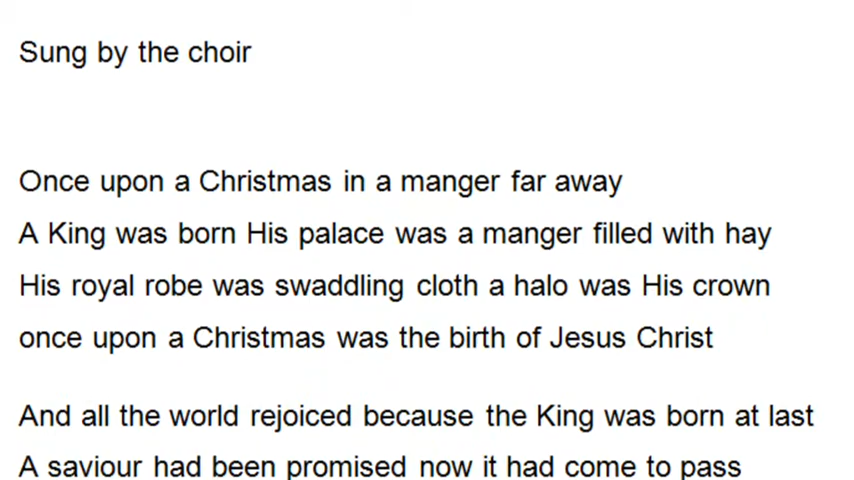 Sung by the choir
Once upon a Christmas in a manger far away
A King was born His palace was a manger filled with hay
His royal robe was swaddling cloth a halo was His crown
once upon a Christmas was the birth of Jesus Christ
And all the world rejoiced because the King was born at last
A saviour had been promised now it had come to pass